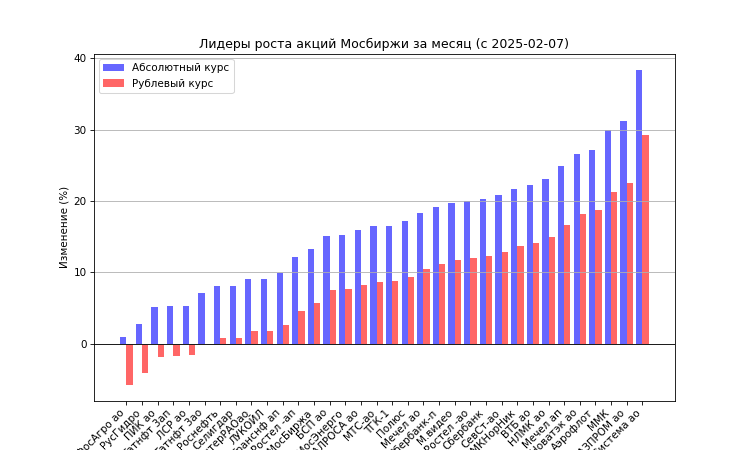 Лидеры роста акций Мосбиржи за месяц (с 2025-02-07)
Абсолютный курс
Рублевый курс
Изменение (%)
40
30
20
10
0
РусГидро
ПИК ао
ЛСР ао
Роснефть
Селигдар
ЛУКОЙЛ
Ростел -ап
МосБиржа
БСП ао
МТС-ао
ТГК-1
Полюс
Мечел ао
М.видео
Ростел -ао
Сбербанк
СевСт-ао
ВТБ ао
НЛМК ао
Мечел ап
Аэрофлот
ММК